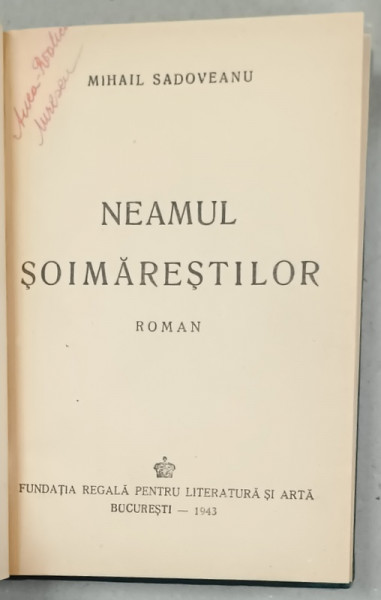 MIHAIL SADOVEANU
NEAMUL
ŞOIMĂREŞTILOR
ROMAN
FUNDAŢIA REGALĂ PENTRU LITERATURĂ ŞI ARTĂ
BUCUREŞTI — 1943